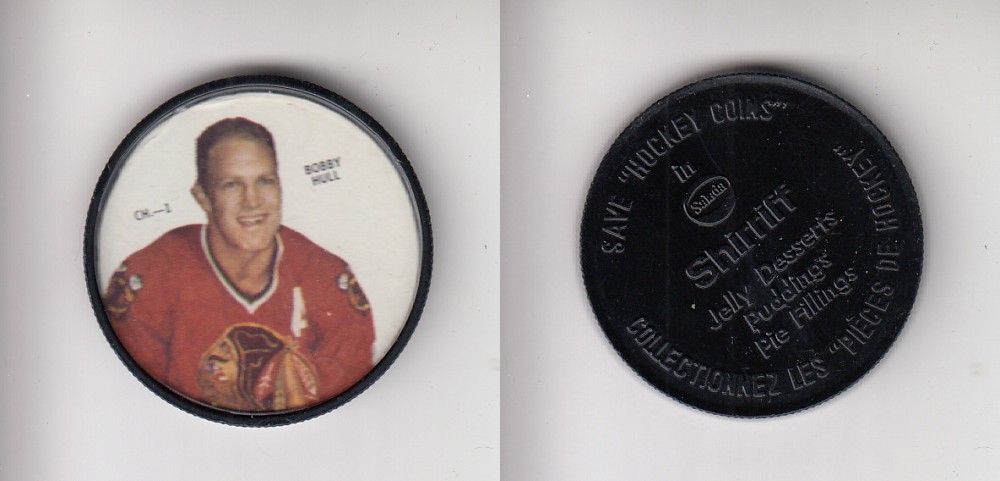 BOBBY
HULL
CH.—1
SAVE "HOCKEY COINS"
in
Salada
Shirriff
Jelly Desserts
Puddings
Pie Fillings
COLLECTIONNEZ LES "PIÈCES DE HOCKEY"